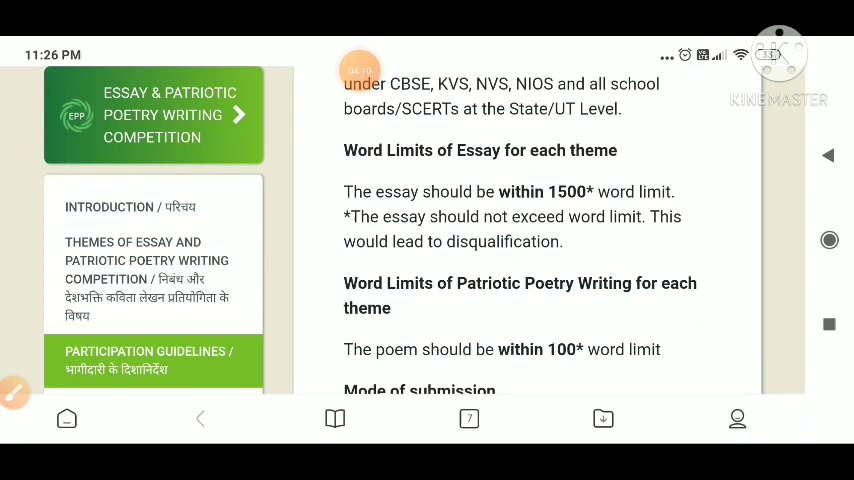 11:26 PM
33
04:10
KINEMASTER
ESSAY & PATRIOTIC
POETRY WRITING
COMPETITION
EPP
INTRODUCTION / परिचय
THEMES OF ESSAY AND
PATRIOTIC POETRY WRITING
COMPETITION / निबंध और
देशभक्ति कविता लेखन प्रतियोगिता के
विषय
PARTICIPATION GUIDELINES /
भागीदारी के दिशानिर्देश
under CBSE, KVS, NVS, NIOS and all school
boards/SCERTs at the State/UT Level.
Word Limits of Essay for each theme
The essay should be within 1500* word limit.
*The essay should not exceed word limit. This
would lead to disqualification.
Word Limits of Patriotic Poetry Writing for each
theme
The poem should be within 100* word limit
Mode of submission
7